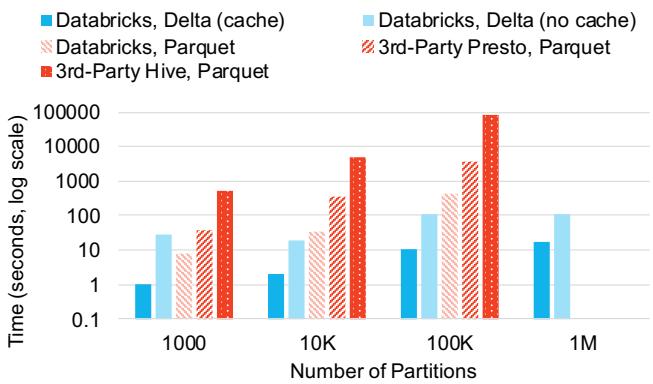 Databricks, Delta (cache)
Databricks, Delta (no cache)
Databricks, Parquet
3rd-Party Presto, Parquet
3rd-Party Hive, Parquet
Time (seconds, log scale)
100000
10000
1000
100
10
1
0.1
1000 10K 100K 1M
Number of Partitions